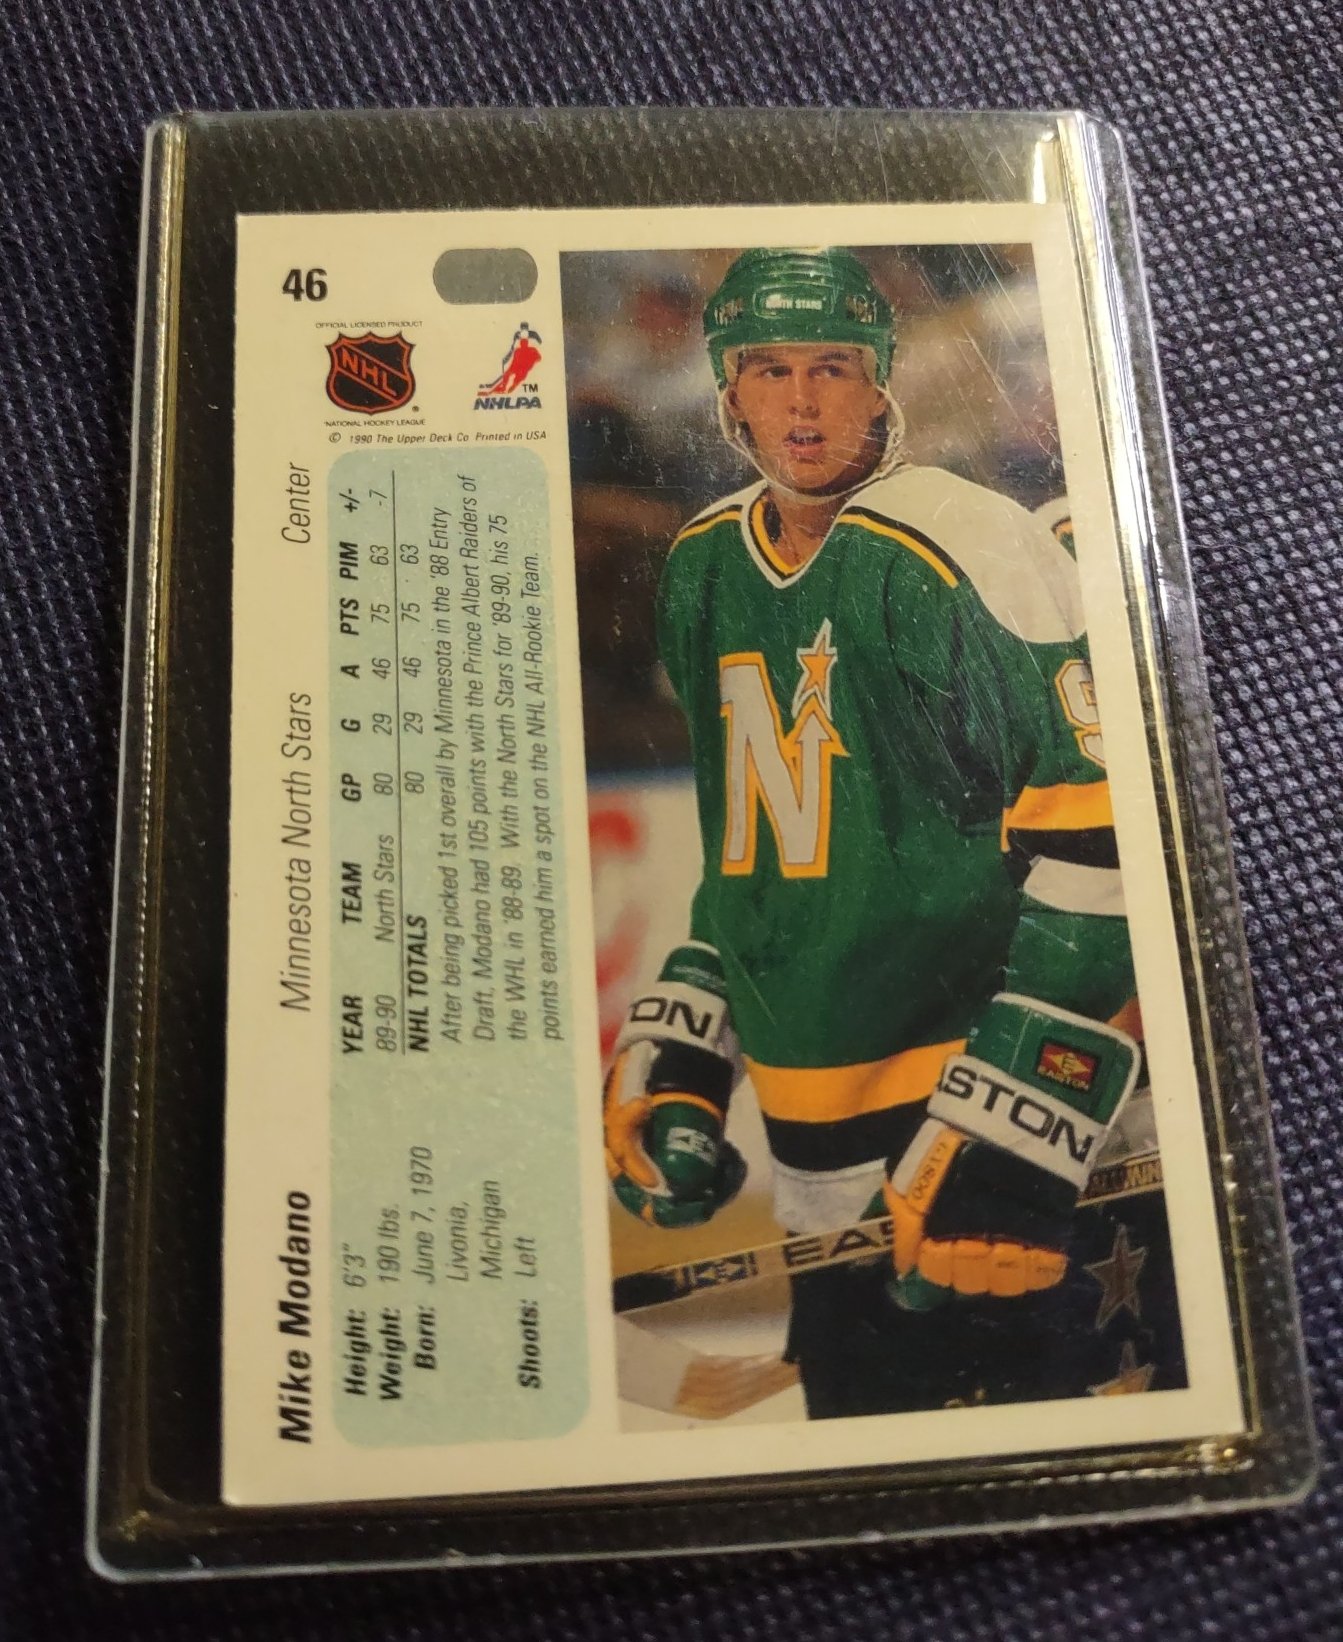 46
OFFICIAL LICENSED PRODUCT
NHL
®
NATIONAL HOCKEY LEAGUE
TM
NHLPA
© 1990 The Upper Deck Co. Printed in USA
Mike Modano Minnesota North Stars Center
Height: 6'3"
Weight: 190 lbs.
Born: June 7, 1970
Livonia,
Michigan
Shoots: Left
YEAR TEAM GP G A PTS PIM +/-
89-90 North Stars 80 29 46 75 63 -7
NHL TOTALS 80 29 46 75 63
After being picked 1st overall by Minnesota in the '88 Entry
Draft, Modano had 105 points with the Prince Albert Raiders of
the WHL in '88-89. With the North Stars for '89-90, his 75
points earned him a spot on the NHL All-Rookie Team.
NORTH STARS
N
9
ON
STON
EASTON
EAS